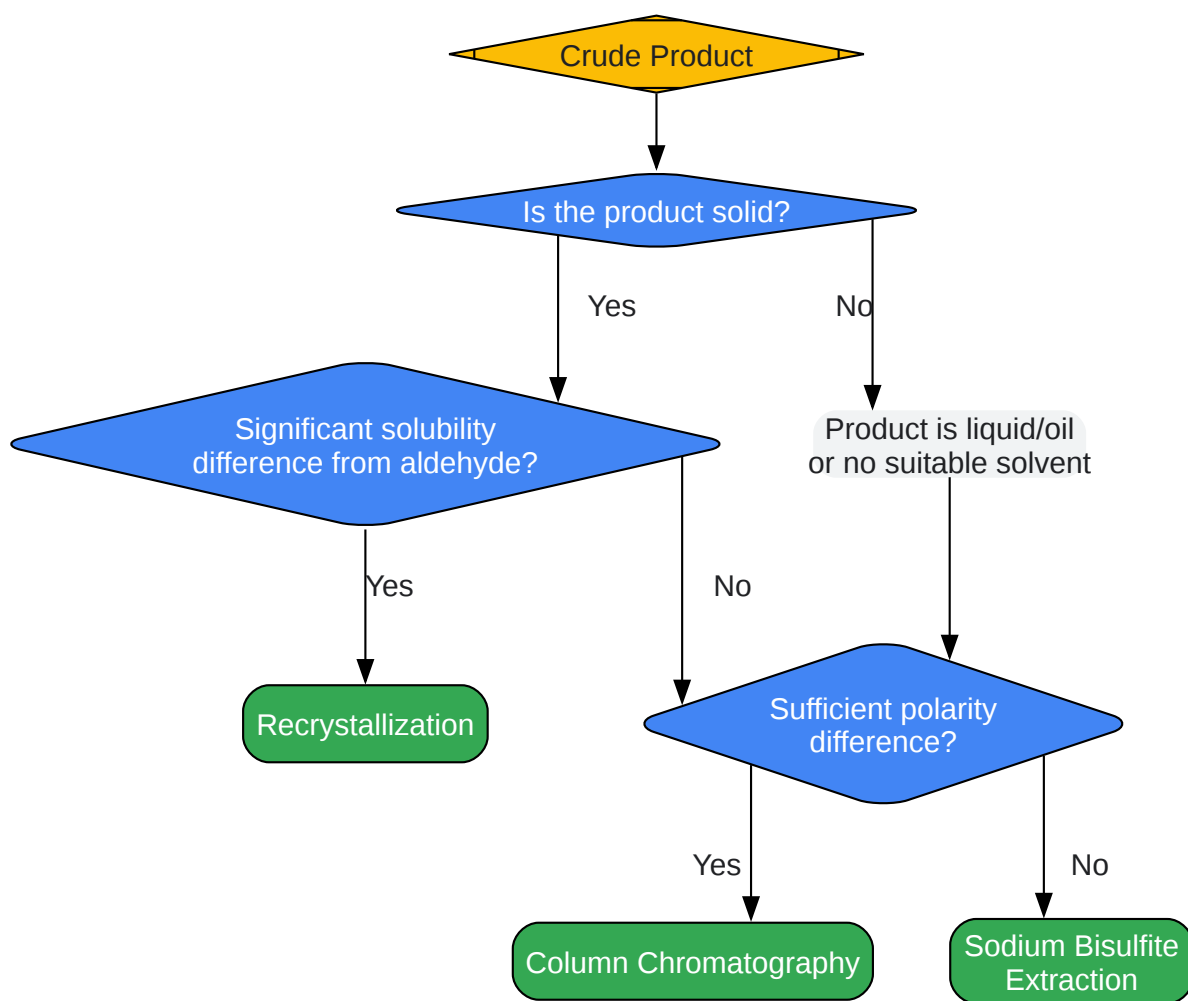 Crude Product
Is the product solid?
Yes
No
Significant solubility
difference from aldehyde?
Product is liquid/oil
or no suitable solvent
Yes
No
Recrystallization
Sufficient polarity
difference?
Yes
No
Column Chromatography
Sodium Bisulfite
Extraction